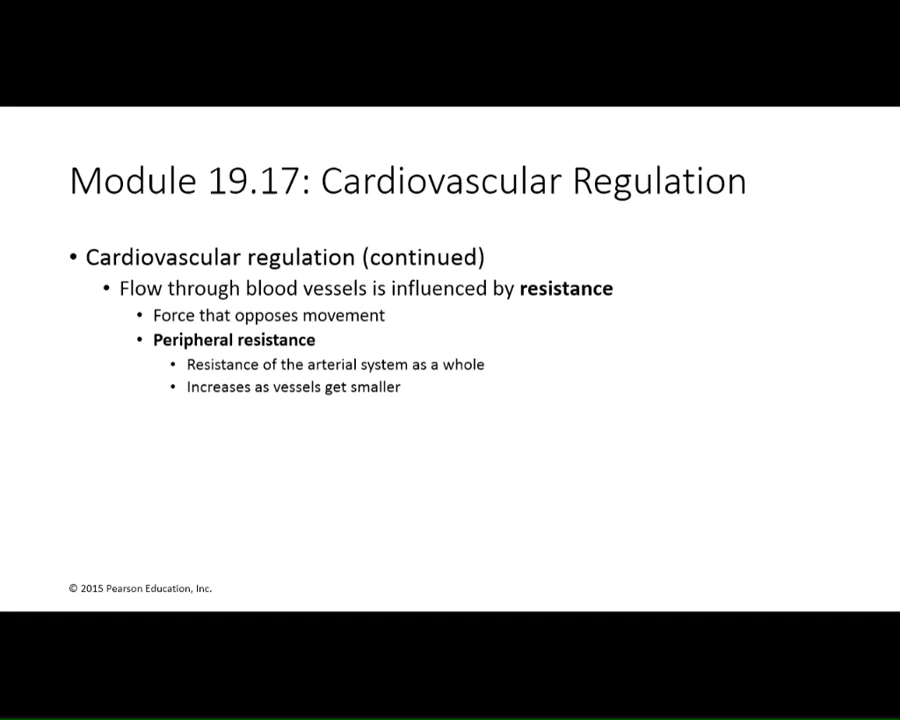 Module 19.17: Cardiovascular Regulation
• Cardiovascular regulation (continued)
• Flow through blood vessels is influenced by resistance
• Force that opposes movement
• Peripheral resistance
• Resistance of the arterial system as a whole
• Increases as vessels get smaller
© 2015 Pearson Education, Inc.